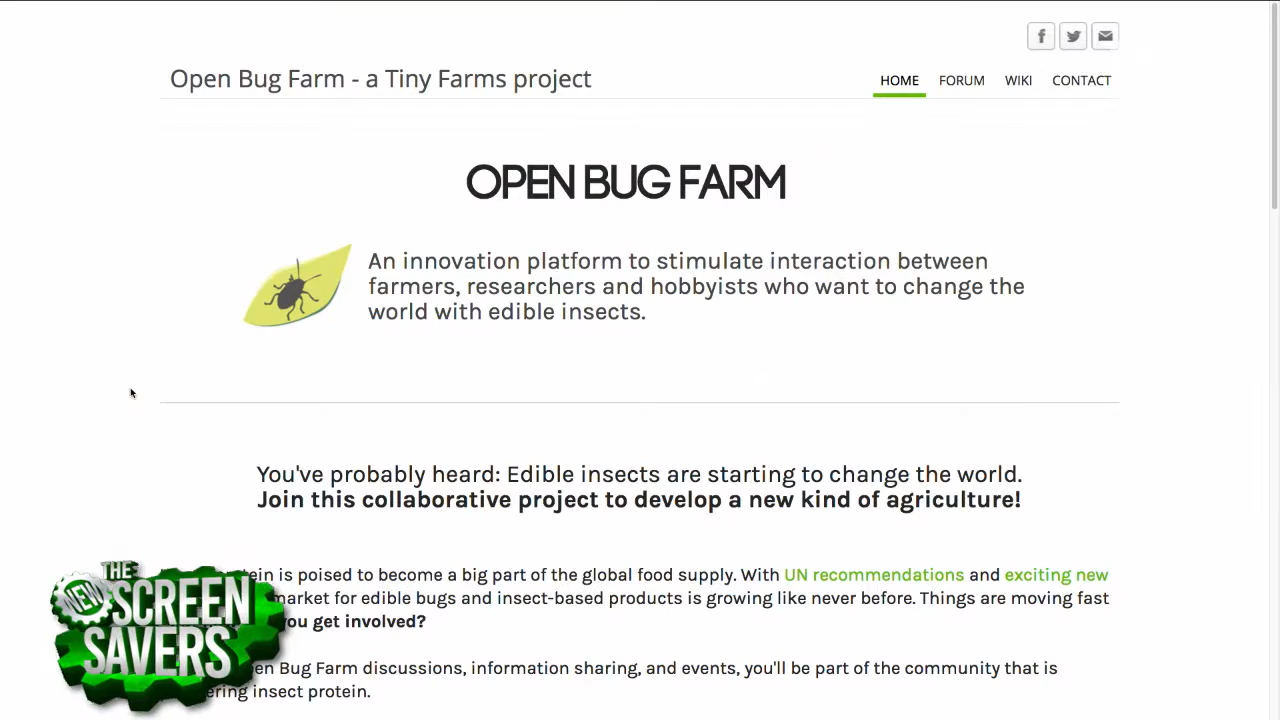 Open Bug Farm - a Tiny Farms project
HOME FORUM WIKI CONTACT
OPEN BUG FARM
An innovation platform to stimulate interaction between
farmers, researchers and hobbyists who want to change the
world with edible insects.
You've probably heard: Edible insects are starting to change the world.
Join this collaborative project to develop a new kind of agriculture!
is poised to become a big part of the global food supply. With UN recommendations and exciting new
market for edible bugs and insect-based products is growing like never before. Things are moving fast
you get involved?
Bug Farm discussions, information sharing, and events, you'll be part of the community that is
insect protein.
THE
NEW SCREEN
SAVERS